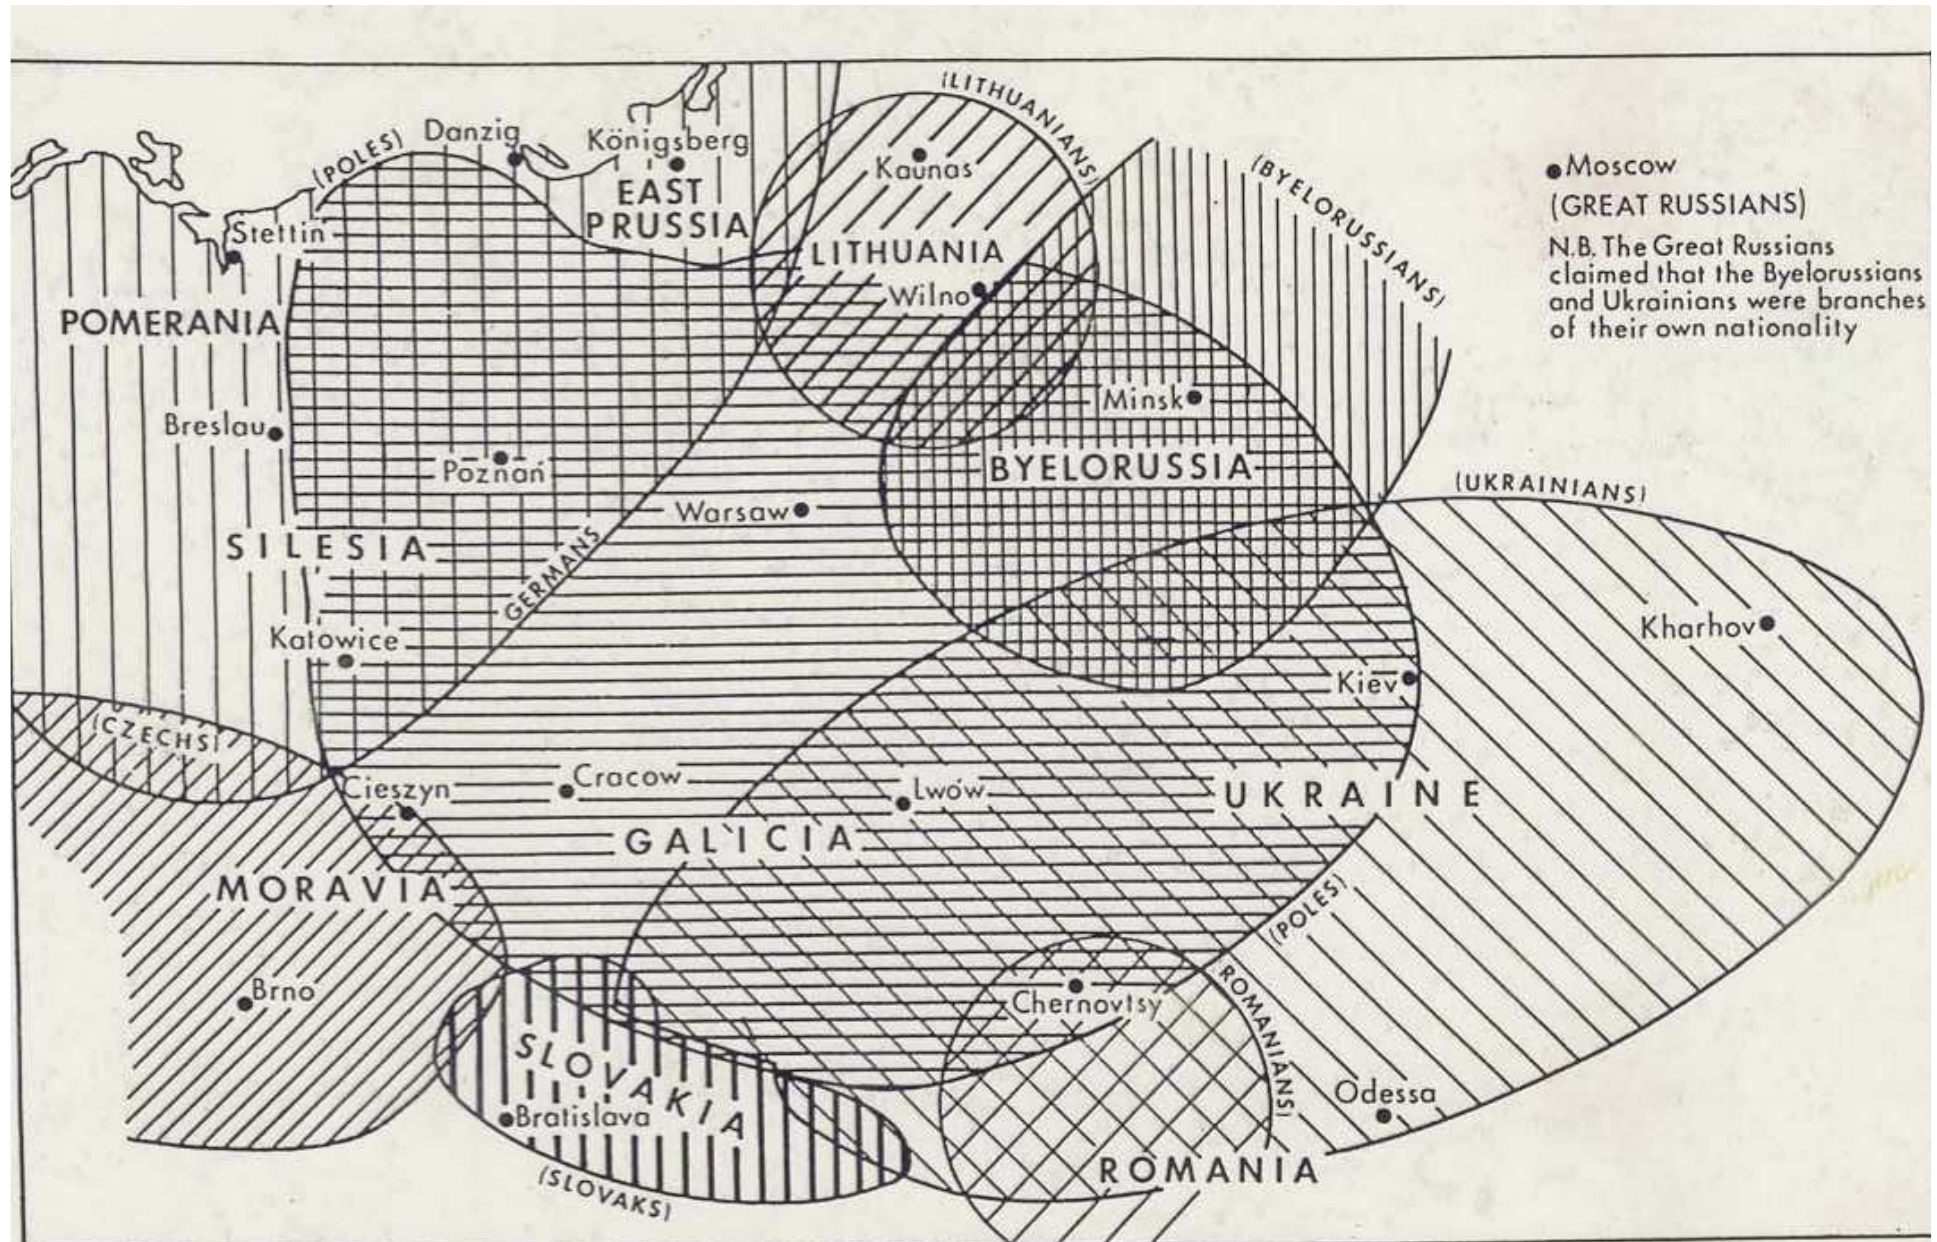 (LITHUANIANS)
(POLES)
Danzig
Königsberg
EAST
PRUSSIA
Kaunas
(BYELORUSSIANS)
Moscow
(GREAT RUSSIANS)
N.B. The Great Russians
claimed that the Byelorussians
and Ukrainians were branches
of their own nationality
Stettin
LITHUANIA
Wilno
POMERANIA
Minsk
Breslau
Poznań
BYELORUSSIA
(UKRAINIANS)
Warsaw
SILESIA
GERMANS
Katowice
Kharhov
Kiev
(CZECHS)
Cieszyn
Cracow
Lwów
UKRAINE
GALICIA
MORAVIA
(POLES)
Brno
Chernovtsy
(ROMANIANS)
SLOVAKIA
Bratislava
Odessa
ROMANIA
(SLOVAKS)